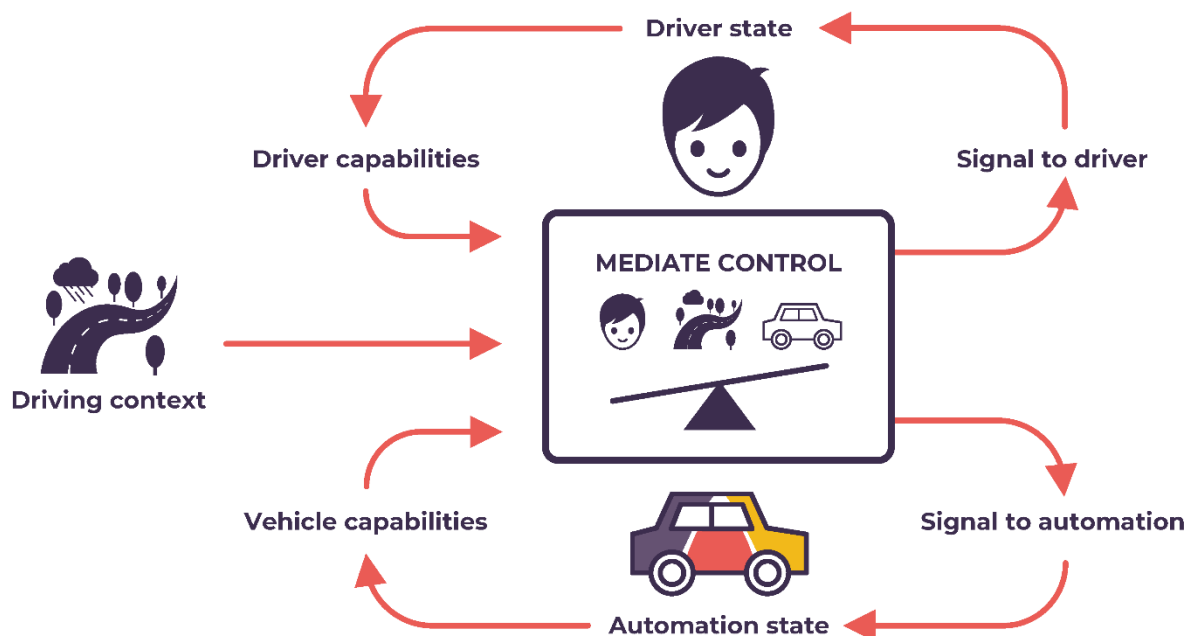 Driver state
Driver capabilities
Signal to driver
MEDIATE CONTROL
Driving context
Vehicle capabilities
Signal to automation
Automation state